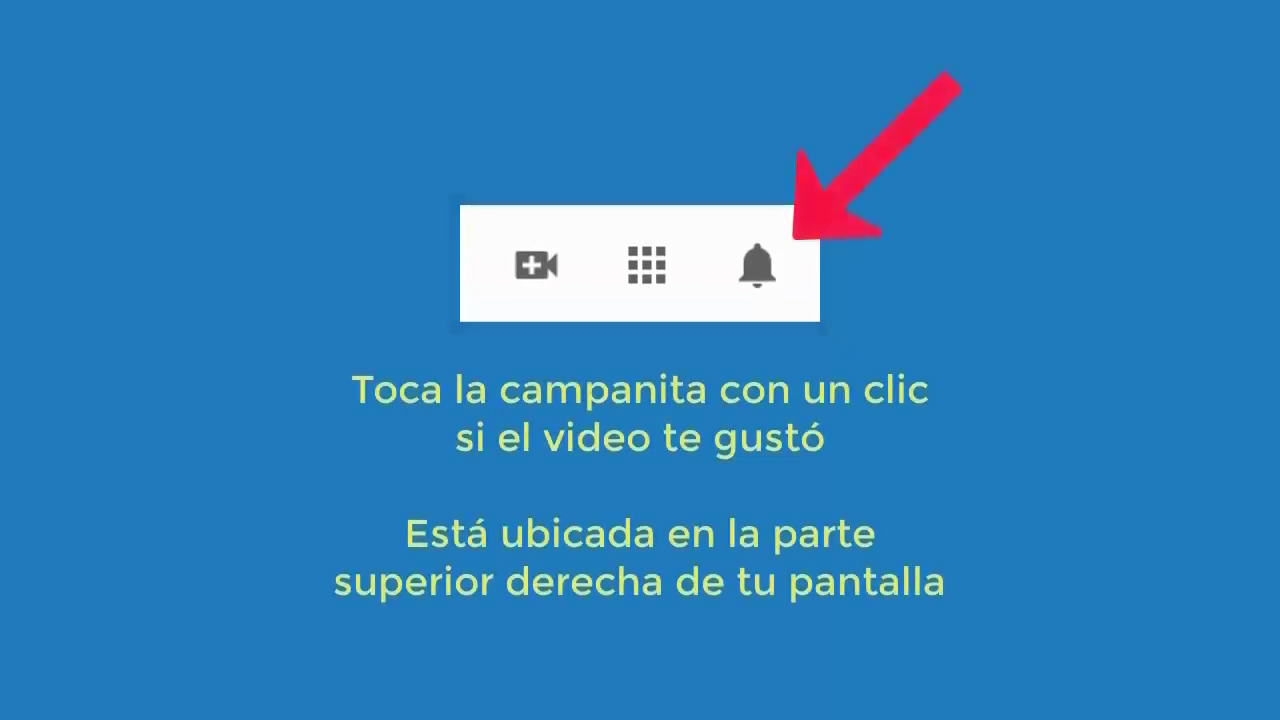 Toca la campanita con un clic
si el video te gustó
Está ubicada en la parte
superior derecha de tu pantalla